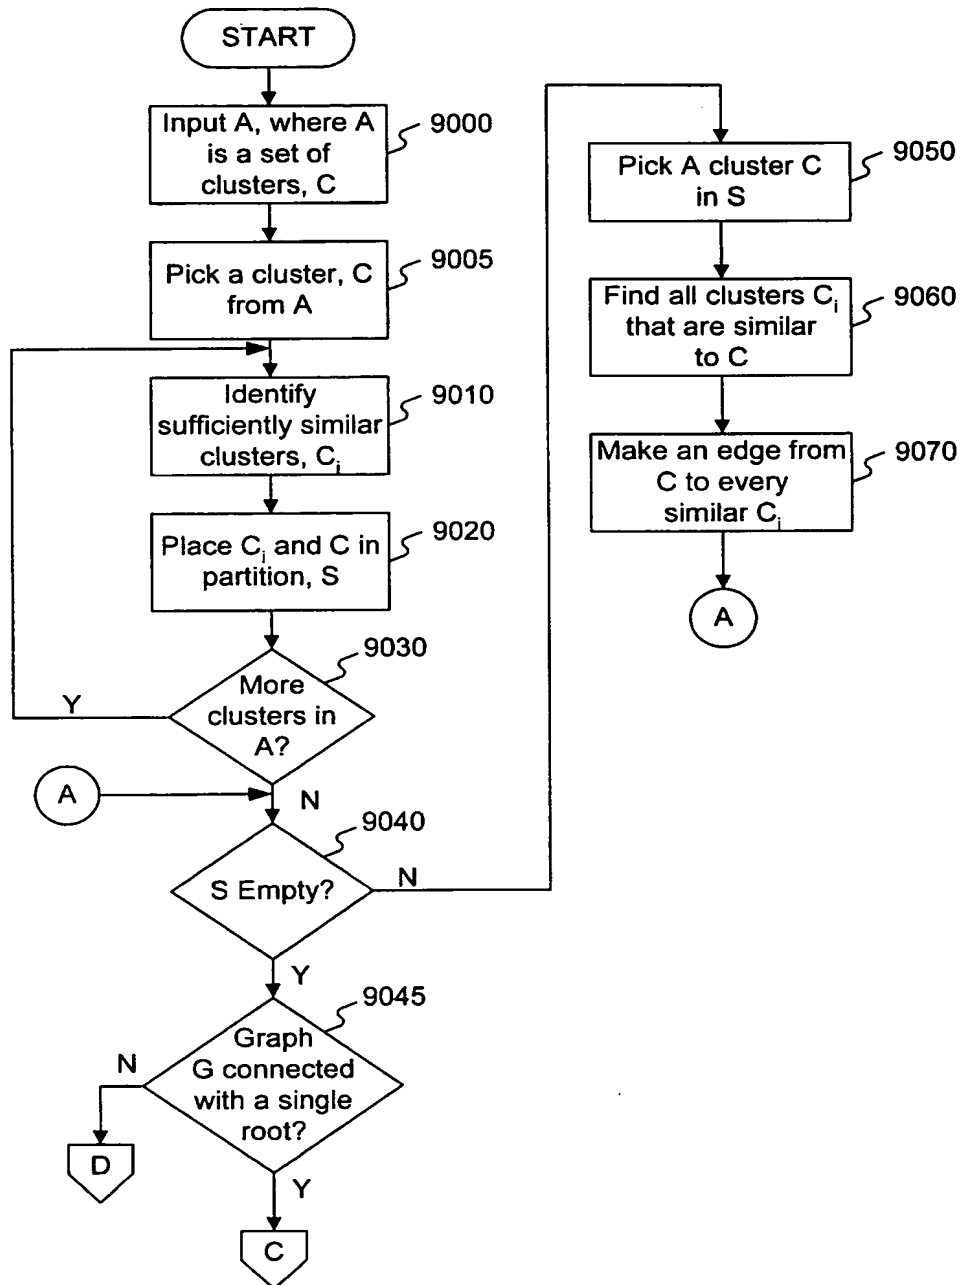 START
Input A, where A
is a set of
clusters, C
9000
Pick a cluster, C
from A
9005
Identify
sufficiently similar
clusters, Ci
9010
Place Ci and C in
partition, S
9020
More
clusters in
A?
9030
Y
N
A
S Empty?
9040
N
Y
Graph
G connected
with a single
root?
9045
N
D
Y
C
Pick A cluster C
in S
9050
Find all clusters Ci
that are similar
to C
9060
Make an edge from
C to every
similar Ci
9070
A